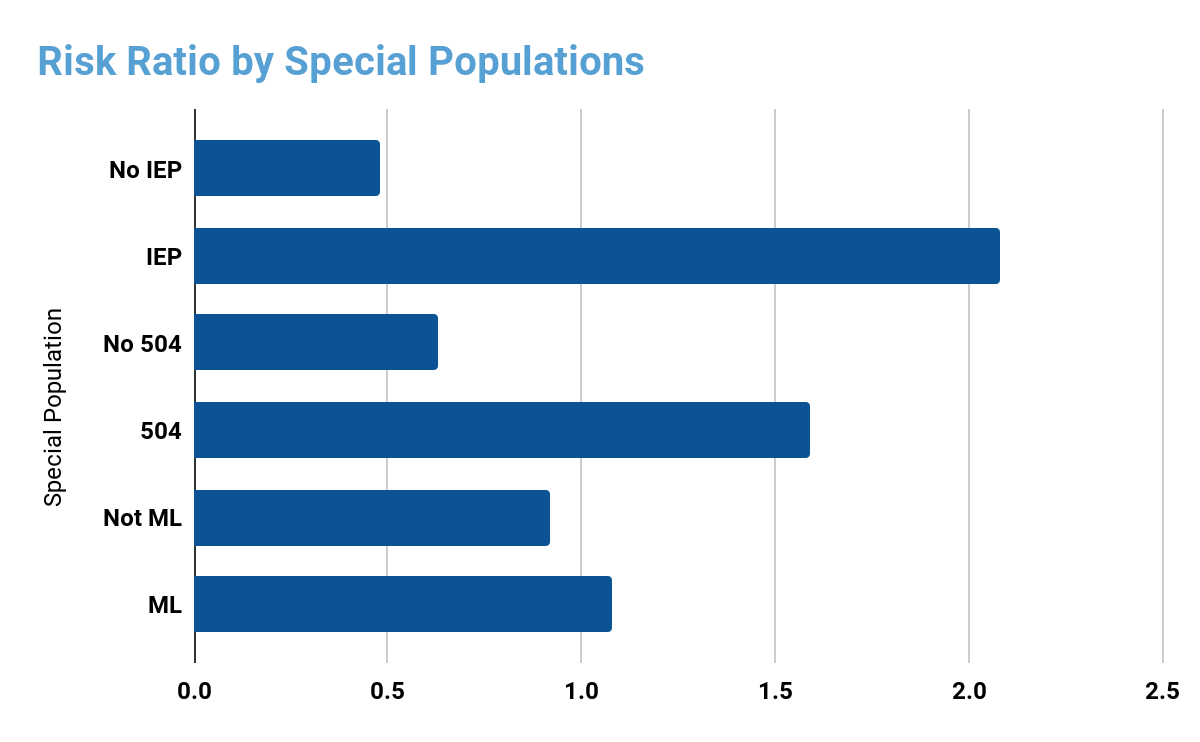 Risk Ratio by Special Populations
Special Population
No IEP
IEP
No 504
504
Not ML
ML
0.0 0.5 1.0 1.5 2.0 2.5